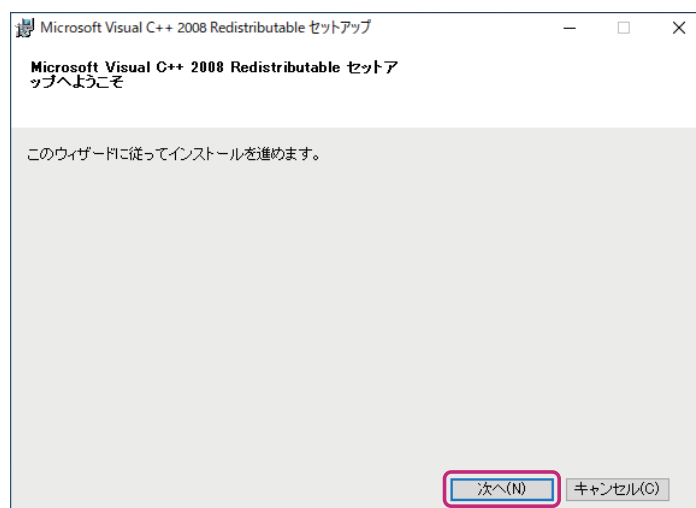 Microsoft Visual C++ 2008 Redistributable セットアップ
Microsoft Visual C++ 2008 Redistributable セットア
ップへようこそ
このウィザードに従ってインストールを進めます。
次へ(N)
キャンセル(C)